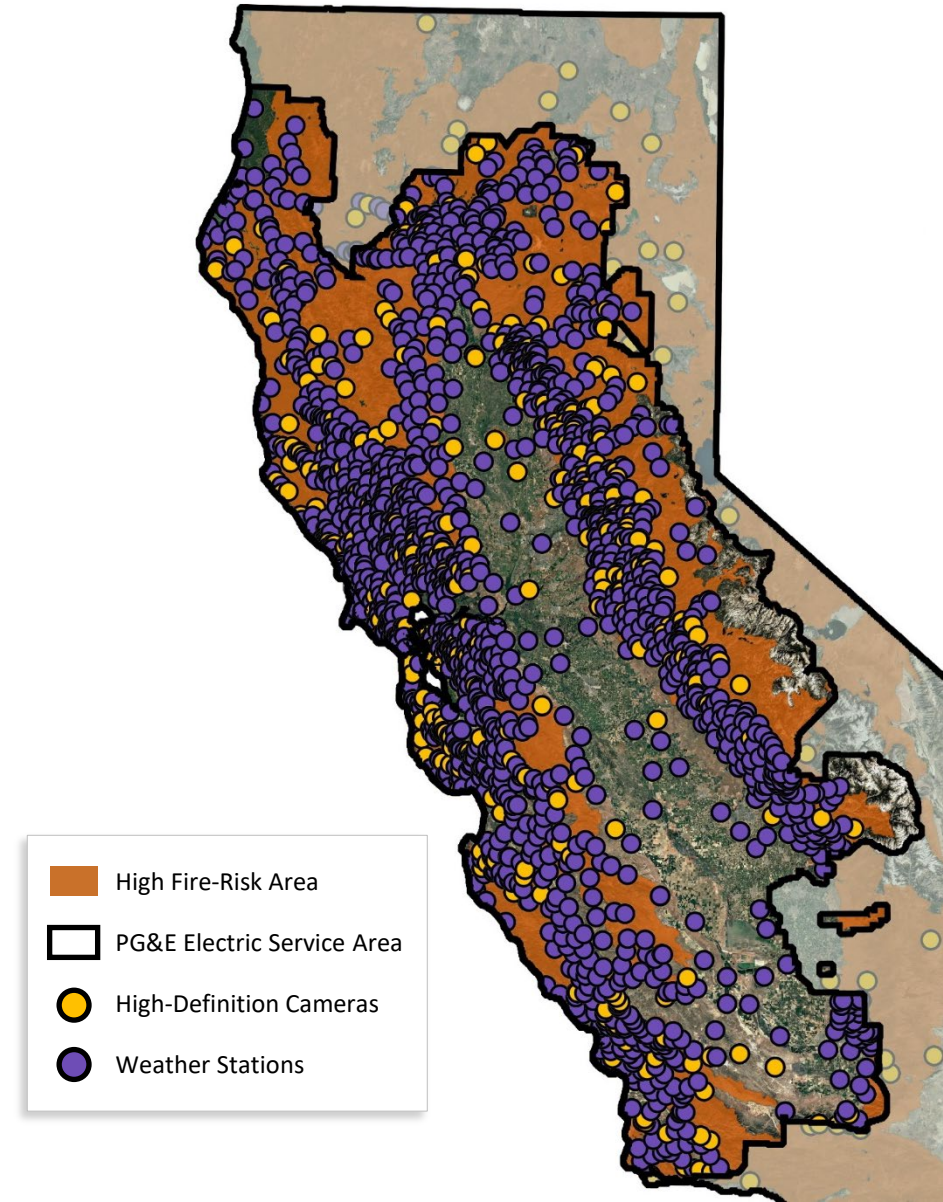 High Fire-Risk Area
PG&E Electric Service Area
High-Definition Cameras
Weather Stations